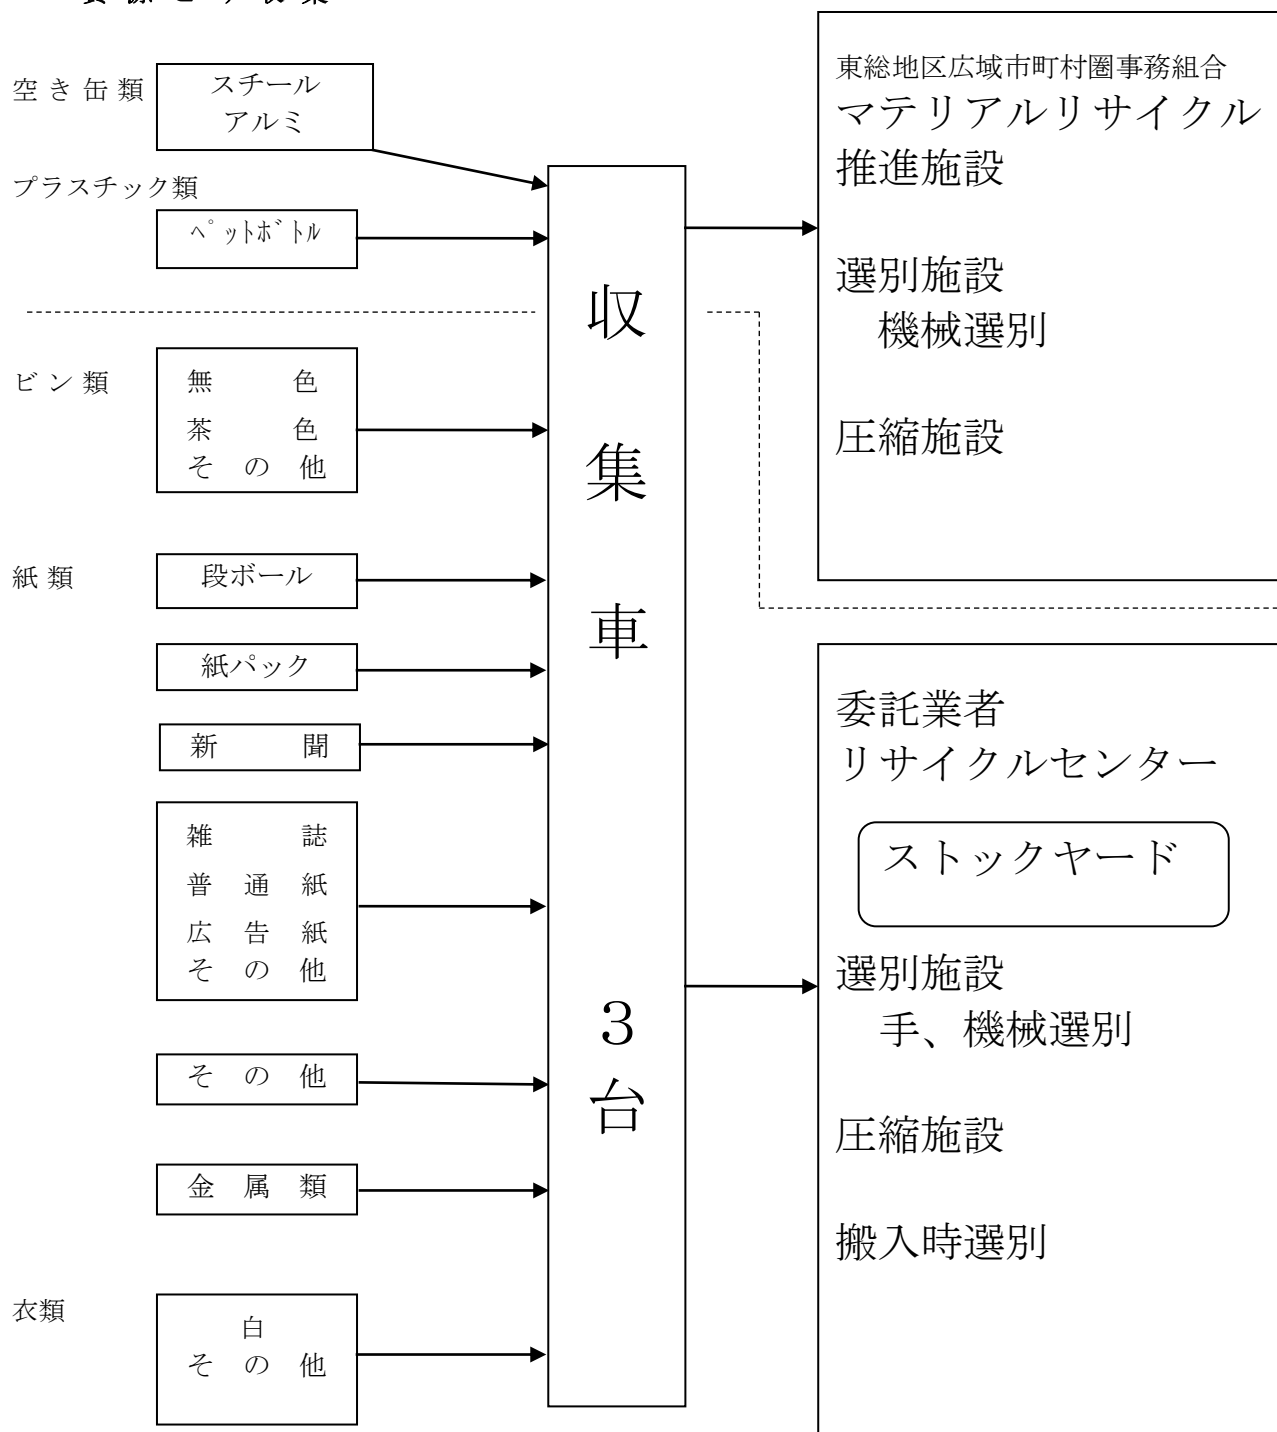 空き缶類
スチール
アルミ
プラスチック類
ﾍﾟｯﾄﾎﾞﾄﾙ
ビン類
無色
茶色
その他
紙類
段ボール
紙パック
新聞
雑誌
普通紙
広告紙
その他
その他
金属類
衣類
白
その他
収集車　３台
東総地区広域市町村圏事務組合
マテリアルリサイクル
推進施設
選別施設
機械選別
圧縮施設
委託業者
リサイクルセンター
ストックヤード
選別施設
手、機械選別
圧縮施設
搬入時選別